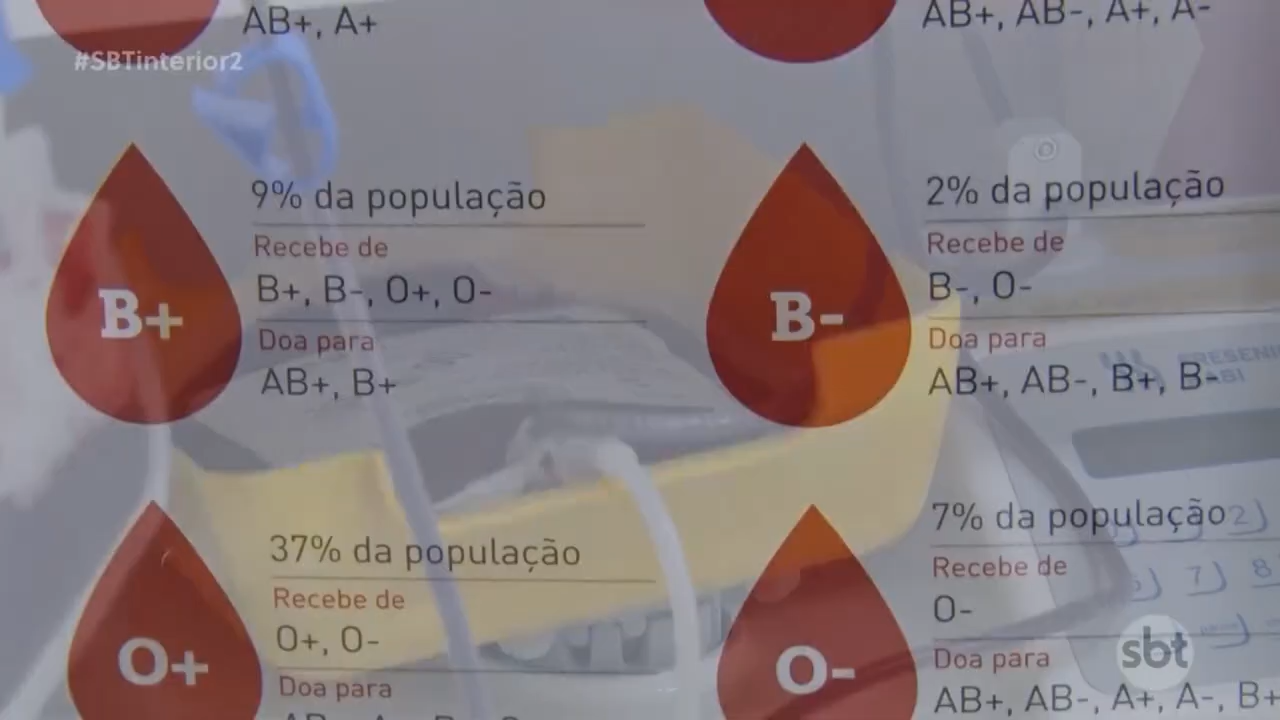 AB+, A+
AB+, AB-, A+, A-
#SBTinterior2
B+
9% da população
Recebe de
B+, B-, O+, O-
Doa para
AB+, B+
B-
2% da população
Recebe de
B-, O-
Doa para
AB+, AB-, B+, B-
O+
37% da população
Recebe de
O+, O-
Doa para
O-
7% da população
Recebe de
O-
Doa para
AB+, AB-, A+, A-, B+
sbt